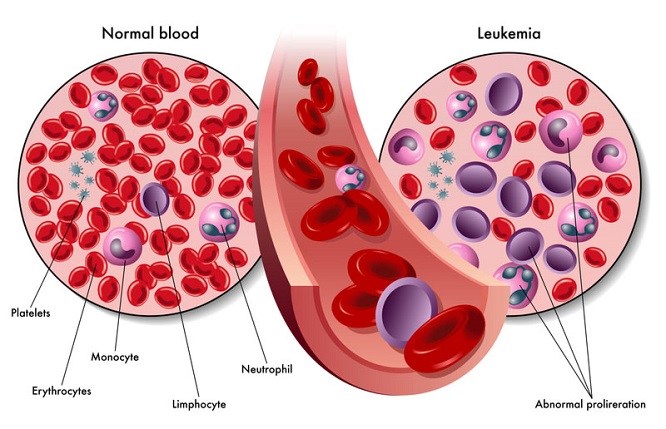 Normal blood
Leukemia
Platelets
Monocyte
Neutrophil
Erythrocytes
Limphocyte
Abnormal prolireration